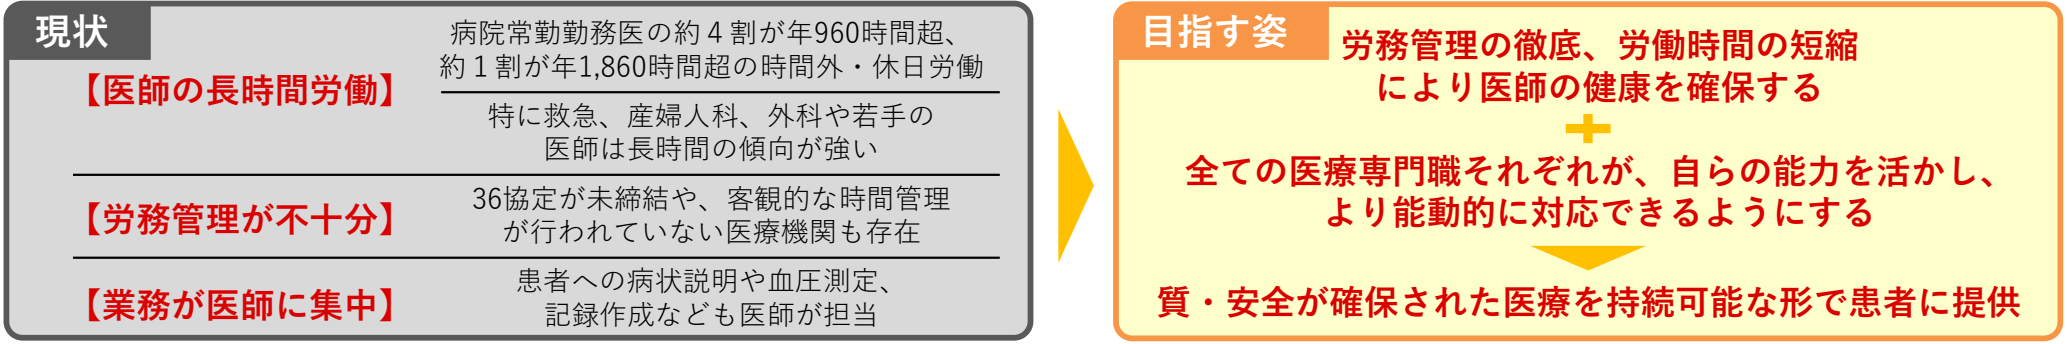 現状
【医師の長時間労働】
病院常勤勤務医の約４割が年960時間超、
約１割が年1,860時間超の時間外・休日労働
特に救急、産婦人科、外科や若手の
医師は長時間の傾向が強い
【労務管理が不十分】
36協定が未締結や、客観的な時間管理
が行われていない医療機関も存在
【業務が医師に集中】
患者への病状説明や血圧測定、
記録作成なども医師が担当
目指す姿
労務管理の徹底、労働時間の短縮
により医師の健康を確保する
全ての医療専門職それぞれが、自らの能力を活かし、
より能動的に対応できるようにする
質・安全が確保された医療を持続可能な形で患者に提供